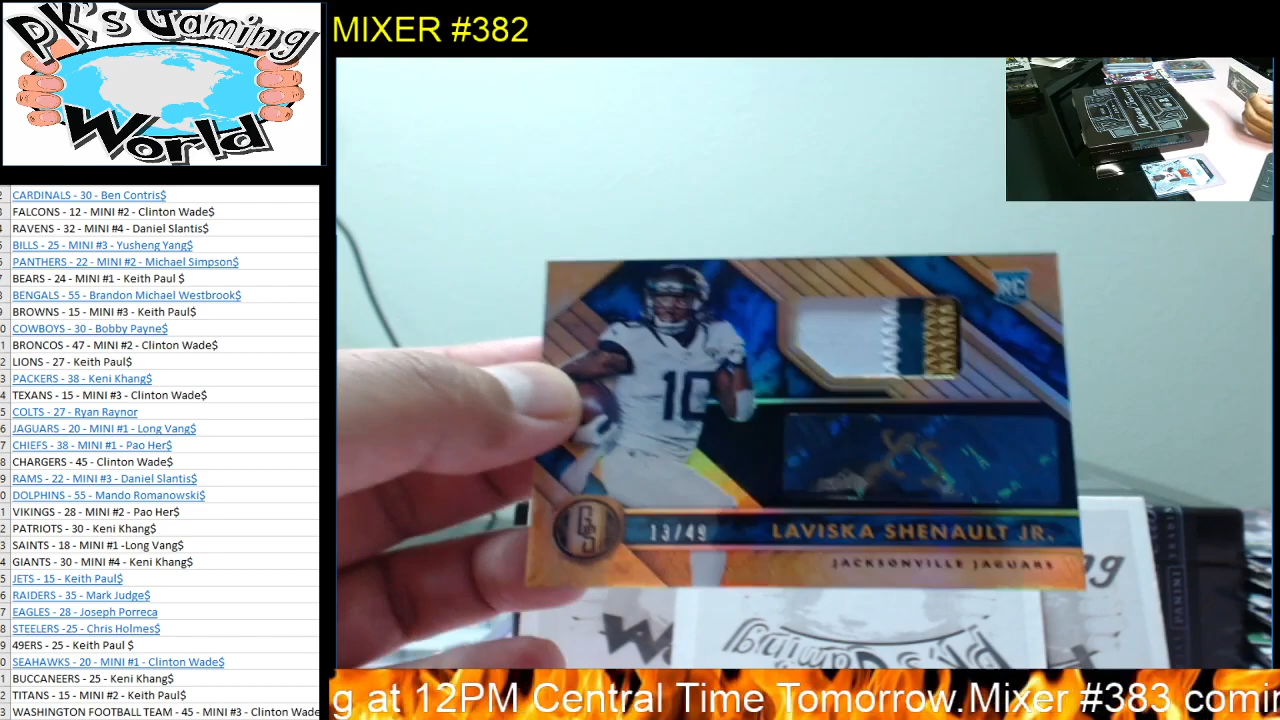 PK's Gaming
World
MIXER #382
CARDINALS - 30 - Ben Contris$
FALCONS - 12 - MINI #2 - Clinton Wade$
RAVENS - 32 - MINI #4 - Daniel Slantis$
BILLS - 25 - MINI #3 - Yusheng Yang$
PANTHERS - 22 - MINI #2 - Michael Simpson$
BEARS - 24 - MINI #1 - Keith Paul $
BENGALS - 55 - Brandon Michael Westbrook$
BROWNS - 15 - MINI #3 - Keith Paul$
COWBOYS - 30 - Bobby Payne$
BRONCOS - 47 - MINI #2 - Clinton Wade$
LIONS - 27 - Keith Paul$
PACKERS - 38 - Keni Khang$
TEXANS - 15 - MINI #3 - Clinton Wade$
COLTS - 27 - Ryan Raynor
JAGUARS - 20 - MINI #1 - Long Vang$
CHIEFS - 38 - MINI #1 - Pao Her$
CHARGERS - 45 - Clinton Wade$
RAMS - 22 - MINI #3 - Daniel Slantis$
DOLPHINS - 55 - Mando Romanowski$
VIKINGS - 28 - MINI #2 - Pao Her$
PATRIOTS - 30 - Keni Khang$
SAINTS - 18 - MINI #1 -Long Vang$
GIANTS - 30 - MINI #4 - Keni Khang$
JETS - 15 - Keith Paul$
RAIDERS - 35 - Mark Judge$
EAGLES - 28 - Joseph Porreca
STEELERS -25 - Chris Holmes$
49ERS - 25 - Keith Paul $
SEAHAWKS - 20 - MINI #1 - Clinton Wade$
BUCCANEERS - 25 - Keni Khang$
TITANS - 15 - MINI #2 - Keith Paul$
WASHINGTON FOOTBALL TEAM - 45 - MINI #3 - Clinton Wade
RC
10
GS
13/49
LAVISKA SHENAULT JR.
JACKSONVILLE JAGUARS
PANINI
PK's Gaming
g at 12PM Central Time Tomorrow.Mixer #383 comin